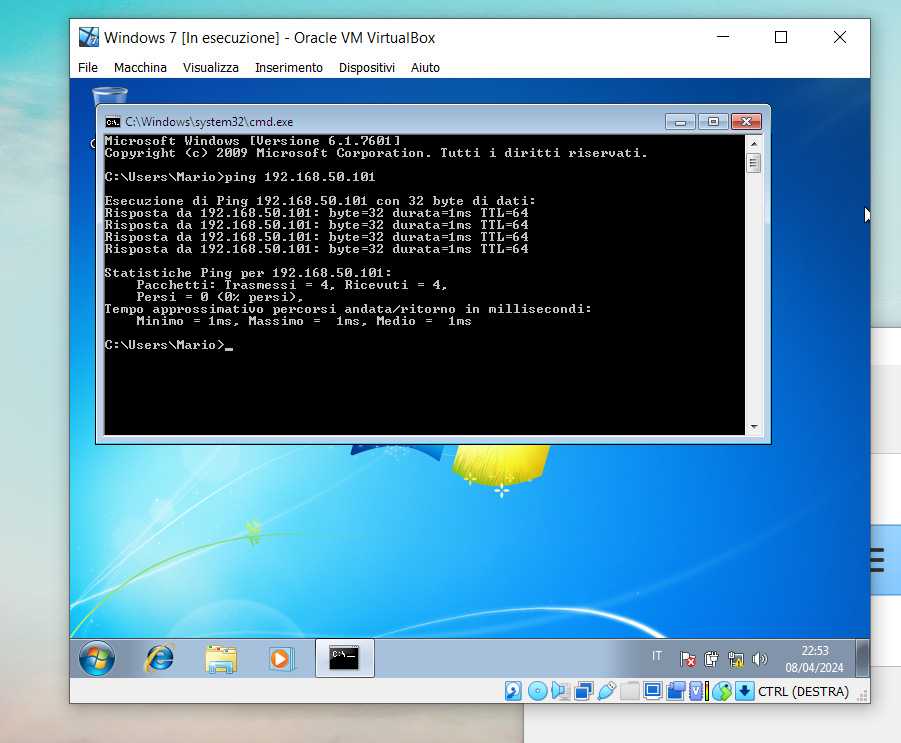 Windows 7 [In esecuzione] - Oracle VM VirtualBox
File Macchina Visualizza Inserimento Dispositivi Aiuto
C:\Windows\system32\cmd.exe
Microsoft Windows [Versione 6.1.7601]
Copyright (c) 2009 Microsoft Corporation. Tutti i diritti riservati.
C:\Users\Mario>ping 192.168.50.101
Esecuzione di Ping 192.168.50.101 con 32 byte di dati:
Risposta da 192.168.50.101: byte=32 durata=1ms TTL=64
Risposta da 192.168.50.101: byte=32 durata=1ms TTL=64
Risposta da 192.168.50.101: byte=32 durata=1ms TTL=64
Risposta da 192.168.50.101: byte=32 durata=1ms TTL=64
Statistiche Ping per 192.168.50.101:
Pacchetti: Trasmessi = 4, Ricevuti = 4,
Persi = 0 (0% persi),
Tempo approssimativo percorsi andata/ritorno in millisecondi:
Minimo = 1ms, Massimo =  1ms, Medio =  1ms
C:\Users\Mario>_
IT
22:53
08/04/2024
CTRL (DESTRA)